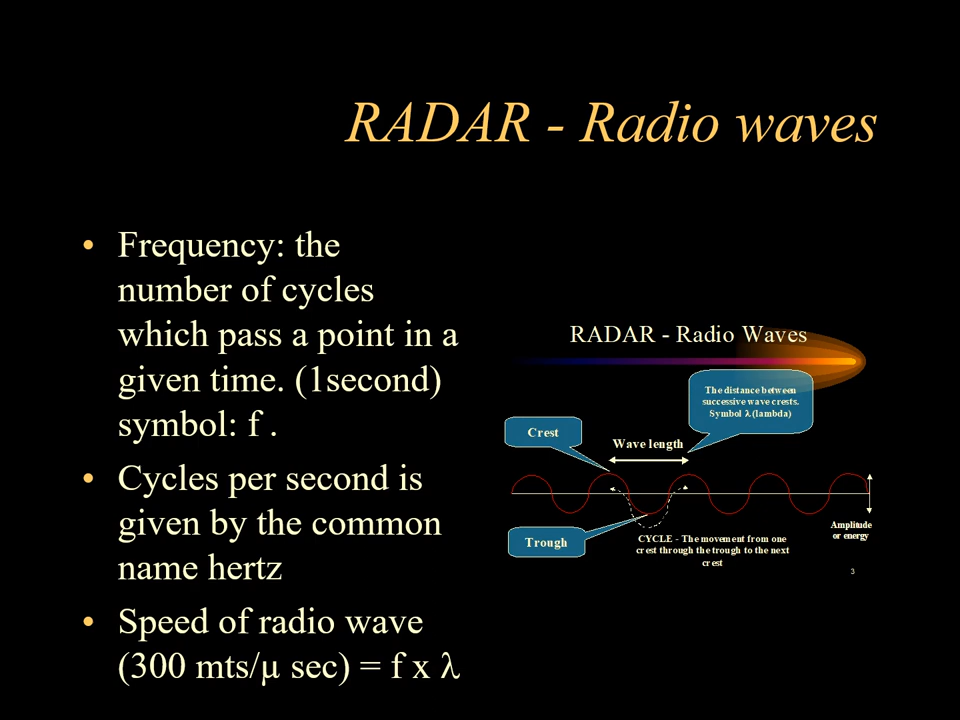 RADAR - Radio waves
• Frequency: the
number of cycles
which pass a point in a
given time. (1second)
symbol: f .
• Cycles per second is
given by the common
name hertz
• Speed of radio wave
(300 mts/µ sec) = f x λ
RADAR - Radio Waves
The distance between
successive wave crests.
Symbol λ (lambda)
Crest
Wave length
Trough
CYCLE - The movement from one
crest through the trough to the next
crest
Amplitude
or energy
3